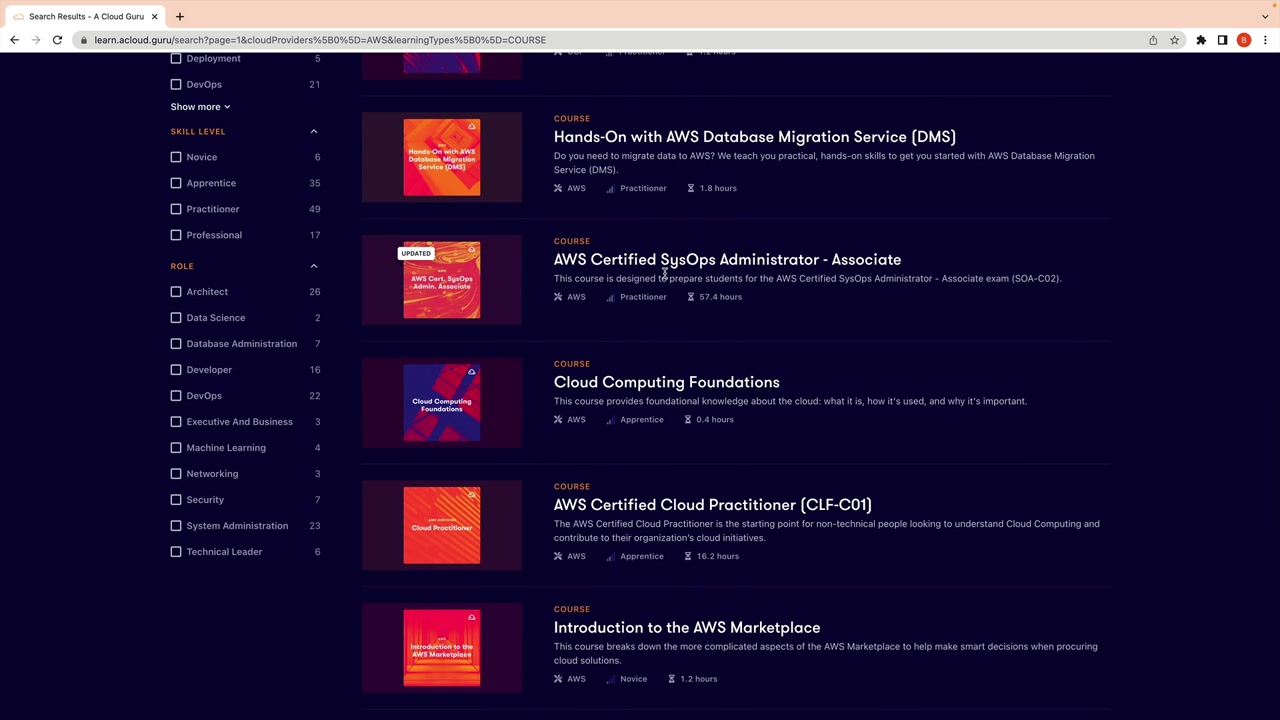 Search Results - A Cloud Guru
learn.acloud.guru/search?page=1&cloudProviders%5B0%5D=AWS&learningTypes%5B0%5D=COURSE
B
Deployment 5
DevOps 21
Show more
SKILL LEVEL
Novice 6
Apprentice 35
Practitioner 49
Professional 17
ROLE
Architect 26
Data Science 2
Database Administration 7
Developer 16
DevOps 22
Executive And Business 3
Machine Learning 4
Networking 3
Security 7
System Administration 23
Technical Leader 6
COURSE
Hands-On with AWS Database Migration Service (DMS)
Do you need to migrate data to AWS? We teach you practical, hands-on skills to get you started with AWS Database Migration
Service (DMS).
AWS Practitioner 1.8 hours
Hands-On with AWS
Database Migration
Service (DMS)
COURSE
AWS Certified SysOps Administrator - Associate
This course is designed to prepare students for the AWS Certified SysOps Administrator - Associate exam (SOA-C02).
AWS Practitioner 57.4 hours
UPDATED
AWS Cert. SysOps
Admin. Associate
COURSE
Cloud Computing Foundations
This course provides foundational knowledge about the cloud: what it is, how it's used, and why it's important.
AWS Apprentice 0.4 hours
Cloud Computing
Foundations
COURSE
AWS Certified Cloud Practitioner (CLF-C01)
The AWS Certified Cloud Practitioner is the starting point for non-technical people looking to understand Cloud Computing and
contribute to their organization's cloud initiatives.
AWS Apprentice 16.2 hours
Cloud Practitioner
COURSE
Introduction to the AWS Marketplace
This course breaks down the more complicated aspects of the AWS Marketplace to help make smart decisions when procuring
cloud solutions.
AWS Novice 1.2 hours
Introduction to the
AWS Marketplace